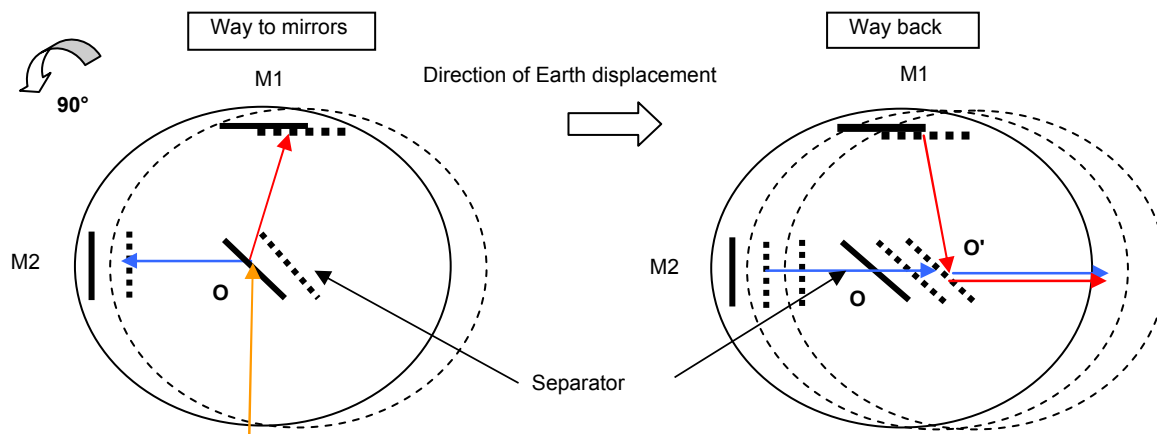 Way to mirrors
Way back
M1
Direction of Earth displacement
M1
90°
M2
O
M2
O
O'
Separator